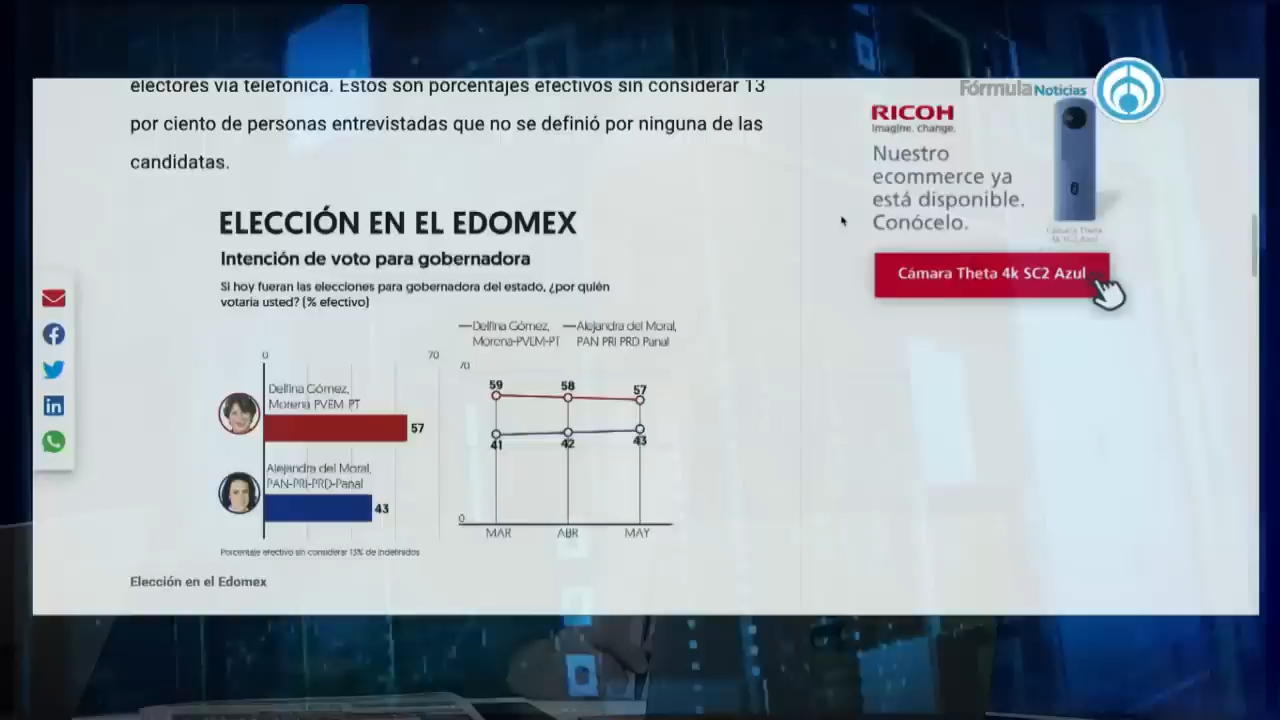 electores vía telefónica. Estos son porcentajes efectivos sin considerar 13
por ciento de personas entrevistadas que no se definió por ninguna de las
candidatas.
Fórmula Noticias
RICOH
imagine. change.
Nuestro
ecommerce ya
está disponible.
Conócelo.
Cámara Theta
4k SC2 Azul
Cámara Theta 4k SC2 Azul
ELECCIÓN EN EL EDOMEX
Intención de voto para gobernadora
Si hoy fueran las elecciones para gobernadora del estado, ¿por quién
votaría usted? (% efectivo)
0
70
Delfina Gómez,
Morena PVEM-PT
57
Alejandra del Moral,
PAN-PRI-PRD-Panal
43
Porcentaje efectivo sin considerar 13% de indefinidos
Delfina Gómez,
Morena-PVEM-PT
Alejandra del Moral,
PAN PRI PRD Panal
70
59
58
57
41
42
43
0
MAR
ABR
MAY
Elección en el Edomex